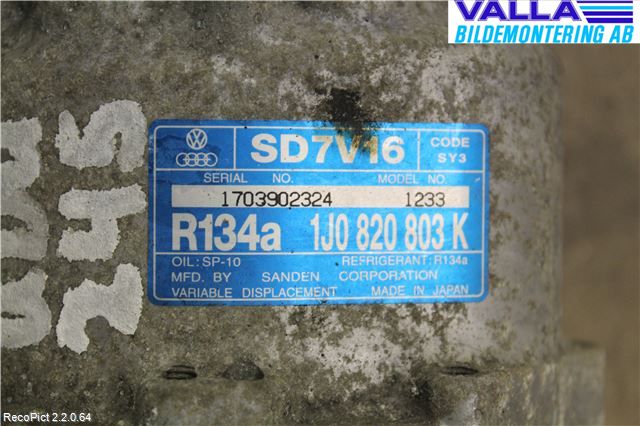 VALLA
BILDEMONTERING AB
SD7V16
CODE
SY3
SERIAL NO. MODEL NO.
1703902324 1233
R134a 1J0 820 803 K
OIL: SP-10 REFRIGERANT: R134a
MFD. BY SANDEN CORPORATION
VARIABLE DISPLACEMENT MADE IN JAPAN
245
RecoPict 2.2.0.64